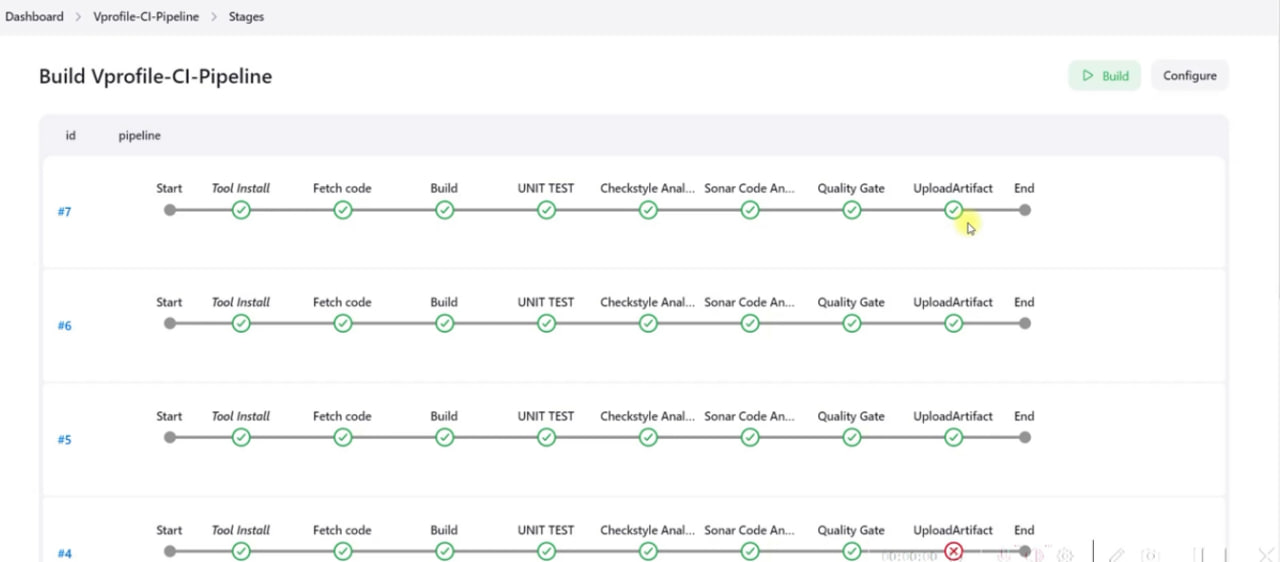 Dashboard > Vprofile-CI-Pipeline > Stages
Build Vprofile-CI-Pipeline
Build Configure
id pipeline
Start Tool Install Fetch code Build UNIT TEST Checkstyle Anal... Sonar Code An... Quality Gate UploadArtifact End
#7
Start Tool Install Fetch code Build UNIT TEST Checkstyle Anal... Sonar Code An... Quality Gate UploadArtifact End
#6
Start Tool Install Fetch code Build UNIT TEST Checkstyle Anal... Sonar Code An... Quality Gate UploadArtifact End
#5
Start Tool Install Fetch code Build UNIT TEST Checkstyle Anal... Sonar Code An... Quality Gate UploadArtifact End
#4
00:00:00